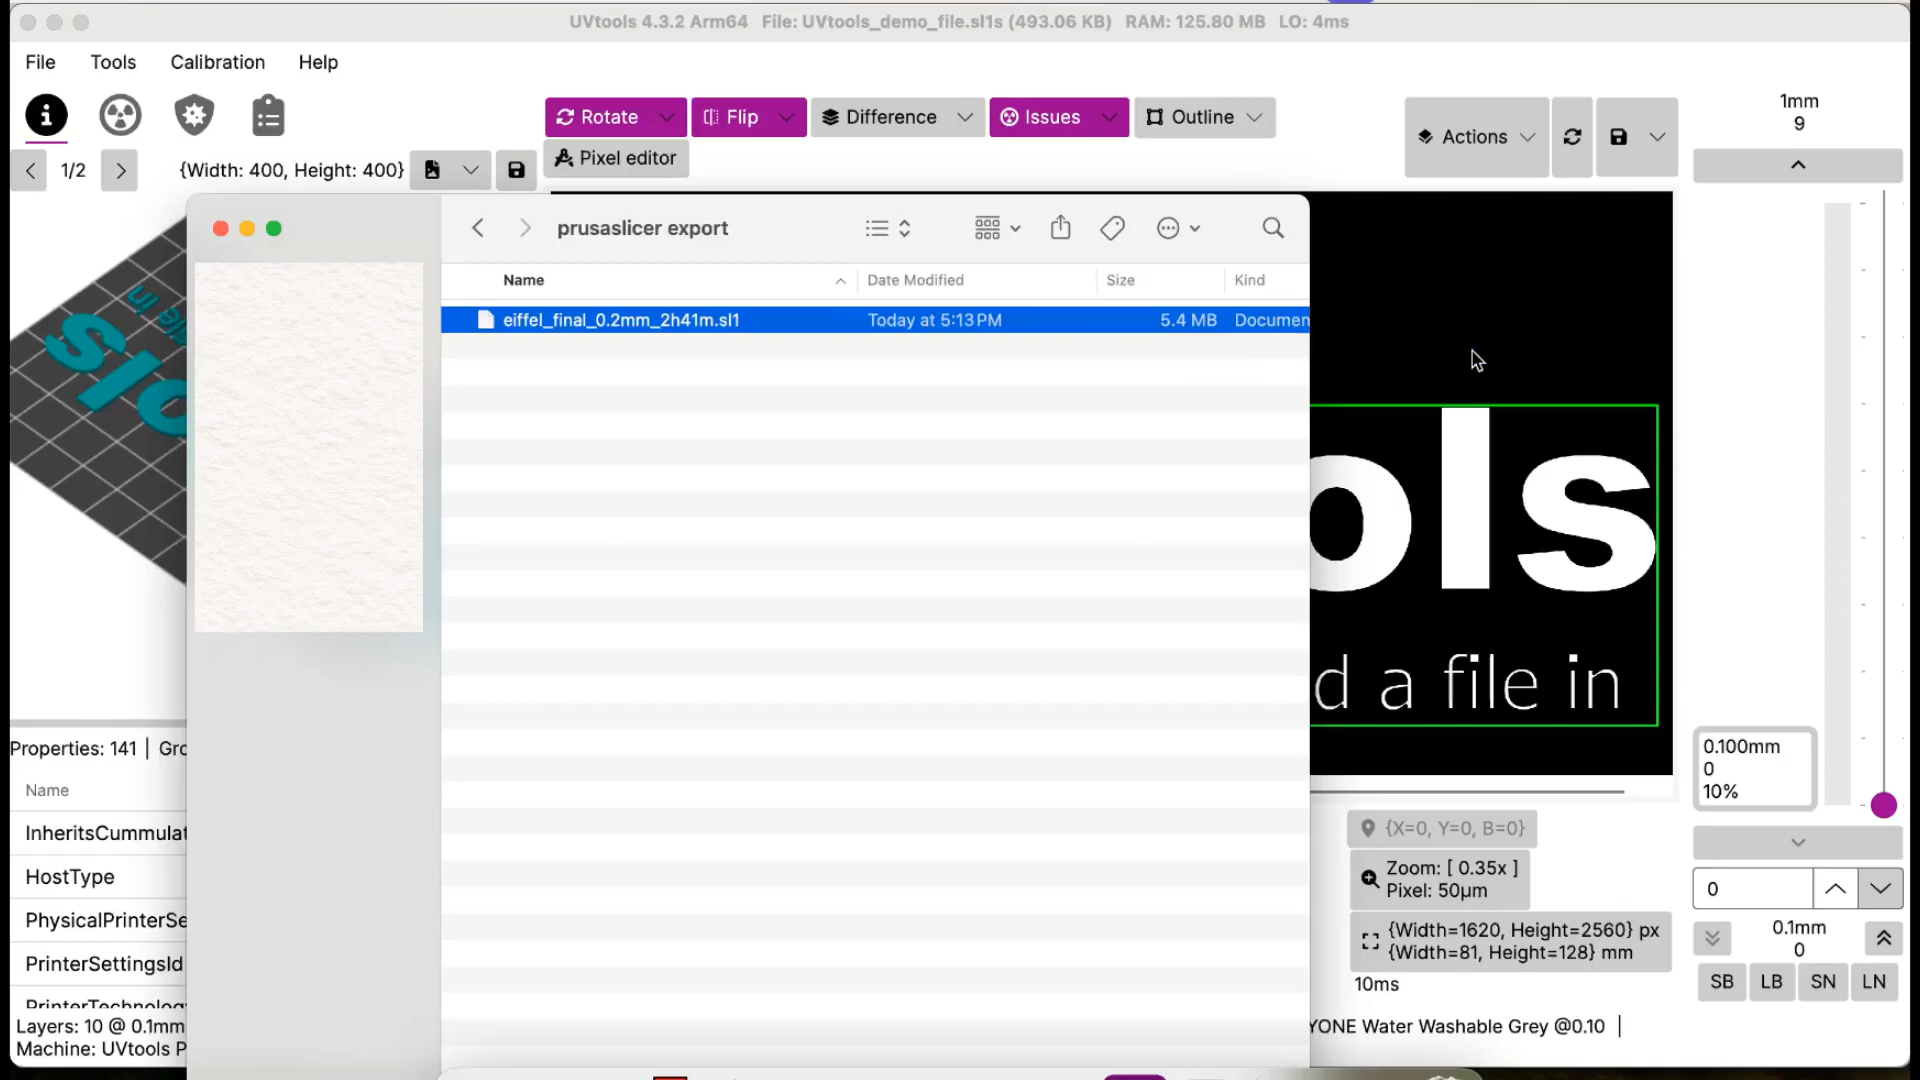 UVtools 4.3.2 Arm64   File: UVtools_demo_file.sl1s (493.06 KB)   RAM: 125.80 MB   LO: 4ms
File   Tools   Calibration   Help
Rotate   Flip   Difference   Issues   Outline
Pixel editor
Actions
1mm
9
1/2   {Width: 400, Height: 400}
prusaslicer export
Name   Date Modified   Size   Kind
eiffel_final_0.2mm_2h41m.sl1   Today at 5:13 PM   5.4 MB   Documen
slo
ols
d a file in
Properties: 141 | Gro
Name
InheritsCummulat
HostType
PhysicalPrinterSe
PrinterSettingsId
PrinterTechnology
Layers: 10 @ 0.1mm
Machine: UVtools P
0.100mm
0
10%
{X=0, Y=0, B=0}
Zoom: [ 0.35x ]
Pixel: 50µm
{Width=1620, Height=2560} px
{Width=81, Height=128} mm
10ms
0
0.1mm
0
SB   LB   SN   LN
YONE Water Washable Grey @0.10 |